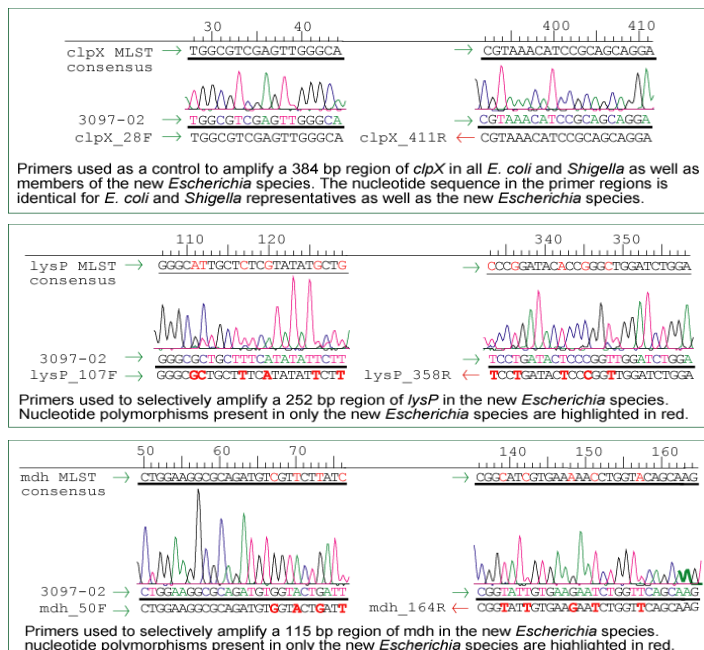 30 40 400 410
clpX MLST → TGGCGTCGAGTTGGGCA → CGTAAACATCCGCAGCAGGA
consensus
3097-02 → TGGCGTCGAGTTGGGCA → CGTAAACATCCGCAGCAGGA
clpX_28F → TGGCGTCGAGTTGGGCA clpX_411R ← CGTAAACATCCGCAGCAGGA
Primers used as a control to amplify a 384 bp region of clpX in all E. coli and Shigella as well as
members of the new Escherichia species. The nucleotide sequence in the primer regions is
identical for E. coli and Shigella representatives as well as the new Escherichia species.
110 120 340 350
lysP MLST → GGGCATTGCTCTCGTATATGCTG → CCCGGATACACCGGGCTGGATCTGGA
consensus
3097-02 → GGGCGCTGCTTTCATATATTCTT → TCCTGATACTCCCGGTTGGATCTGGA
lysP_107F → GGGCGCTGCTTTCATATATTCTT lysP_358R ← TCCTGATACTCCCGGTTGGATCTGGA
Primers used to selectively amplify a 252 bp region of lysP in the new Escherichia species.
Nucleotide polymorphisms present in only the new Escherichia species are highlighted in red.
50 60 70 140 150 160
mdh MLST → CTGGAAGGCGCAGATGTCGTTCTTATC → CGGCATCGTGAAAAACCTGGTACAGCAAG
consensus
3097-02 → CTGGAAGGCGCAGATGTGGTACTGATT → CGGTATTGTGAAGAATCTGGTTCAGCAAG
mdh_50F → CTGGAAGGCGCAGATGTGGTACTGATT mdh_164R ← CGGTATTGTGAAGAATCTGGTTCAGCAAG
Primers used to selectively amplify a 115 bp region of mdh in the new Escherichia species.
nucleotide polymorphisms present in only the new Escherichia species are highlighted in red.